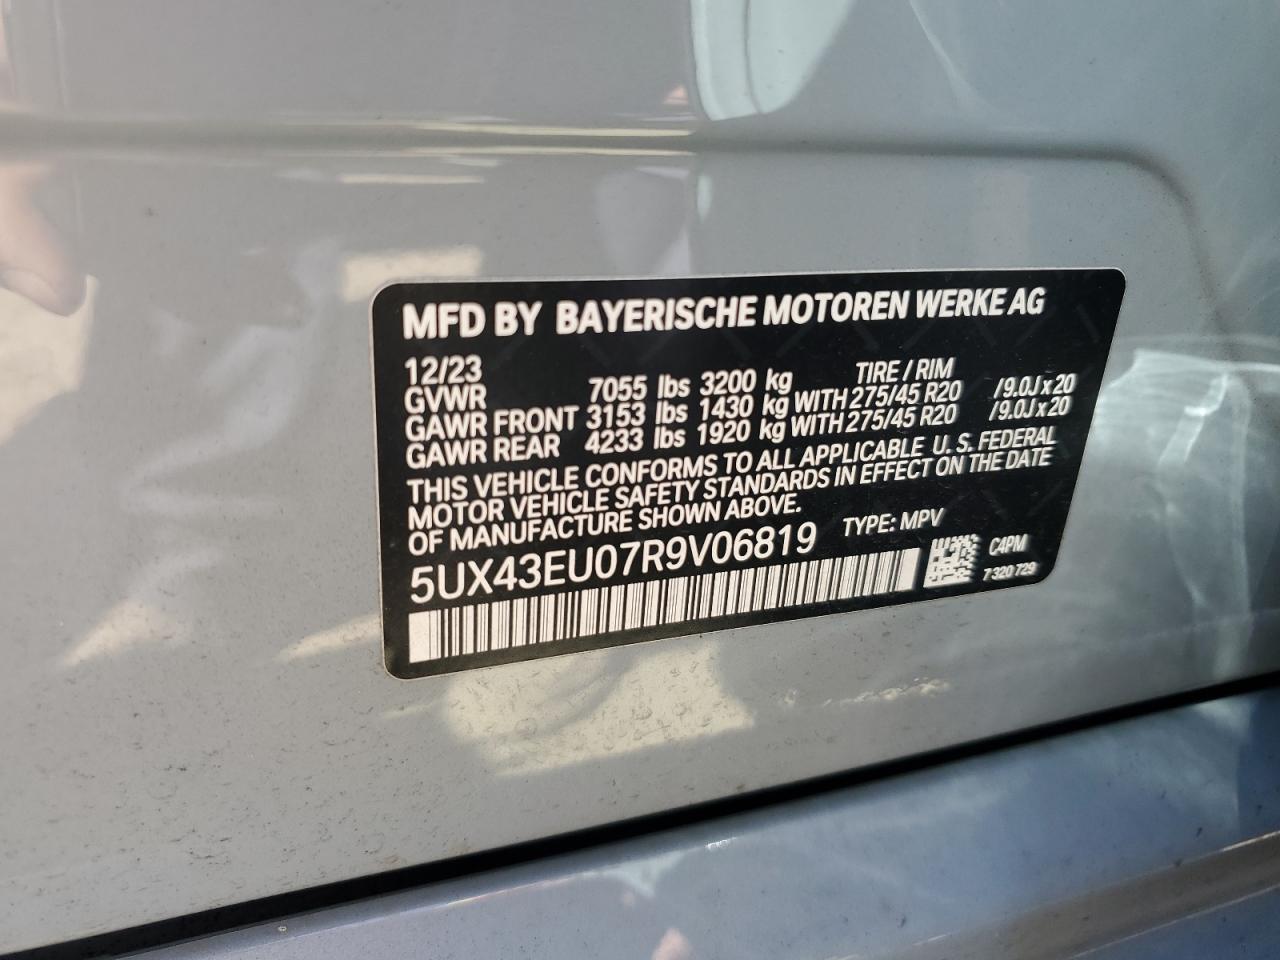 MFD BY BAYERISCHE MOTOREN WERKE AG
12/23 TIRE / RIM
GVWR 7055 lbs 3200 kg
GAWR FRONT 3153 lbs 1430 kg WITH 275/45 R20 /9.0J x 20
GAWR REAR 4233 lbs 1920 kg WITH 275/45 R20 /9.0J x 20
THIS VEHICLE CONFORMS TO ALL APPLICABLE U. S. FEDERAL
MOTOR VEHICLE SAFETY STANDARDS IN EFFECT ON THE DATE
OF MANUFACTURE SHOWN ABOVE.
5UX43EU07R9V06819 TYPE: MPV
C4PM
7 320 729